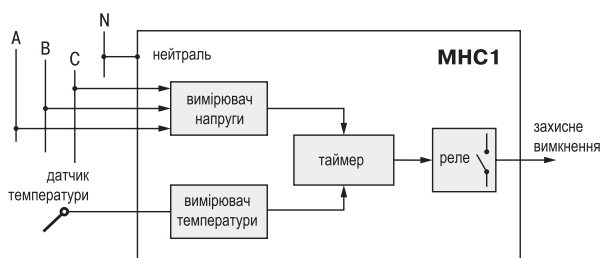 N
A
B
C
нейтраль
МНС1
вимірювач
напруги
захисне
вимкнення
таймер
реле
датчик
температури
вимірювач
температури